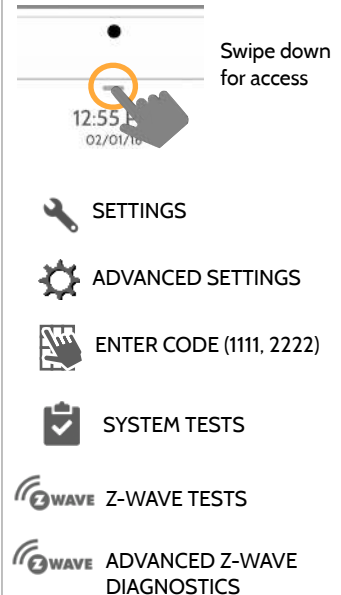 Swipe down
for access
12:55 P
02/01/16
SETTINGS
ADVANCED SETTINGS
ENTER CODE (1111, 2222)
SYSTEM TESTS
Z WAVE Z-WAVE TESTS
Z WAVE ADVANCED Z-WAVE
DIAGNOSTICS